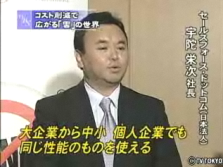 コスト削減で
広がる「雲」の世界
セールスフォース・ドットコム(日本法人)
宇陀 栄次社長
大企業から中小 個人企業でも
同じ性能のものを使える
©TV TOKYO